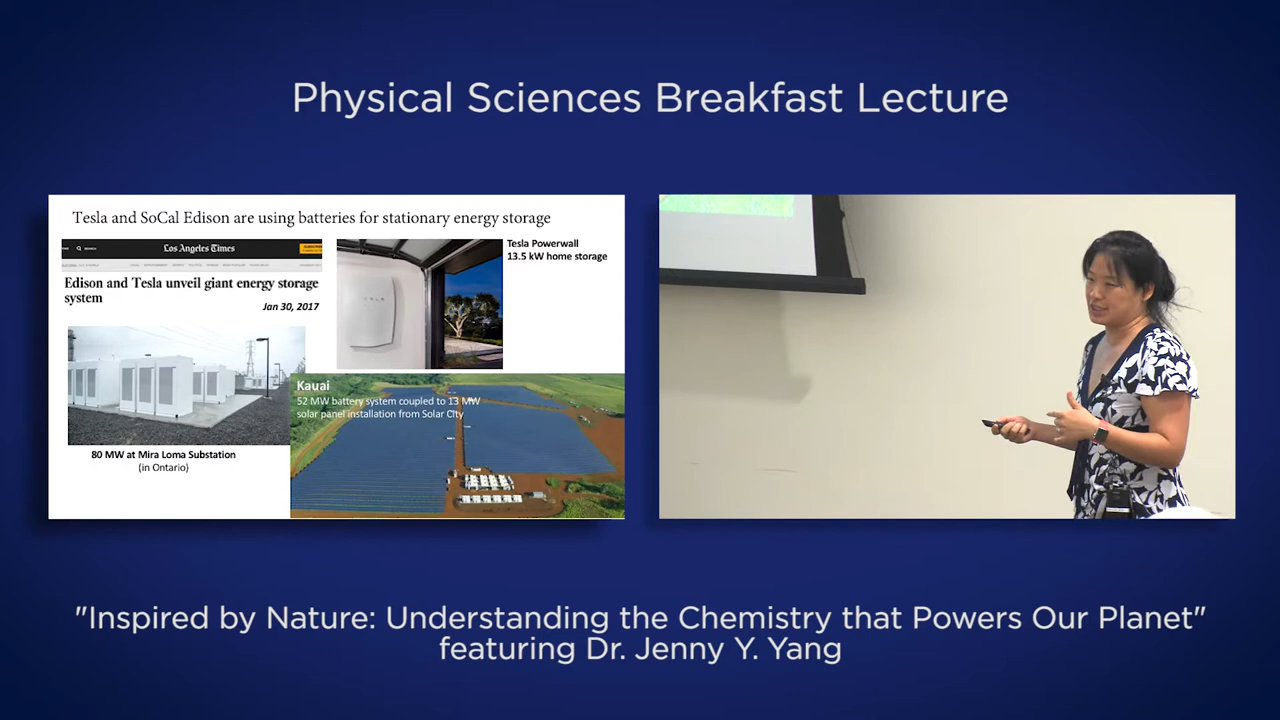 Physical Sciences Breakfast Lecture
Tesla and SoCal Edison are using batteries for stationary energy storage
SEARCH
Los Angeles Times
Edison and Tesla unveil giant energy storage
system
Jan 30, 2017
TESLA
Tesla Powerwall
13.5 kW home storage
Kauai
52 MW battery system coupled to 13 MW
solar panel installation from Solar City
80 MW at Mira Loma Substation
(in Ontario)
"Inspired by Nature: Understanding the Chemistry that Powers Our Planet"
featuring Dr. Jenny Y. Yang